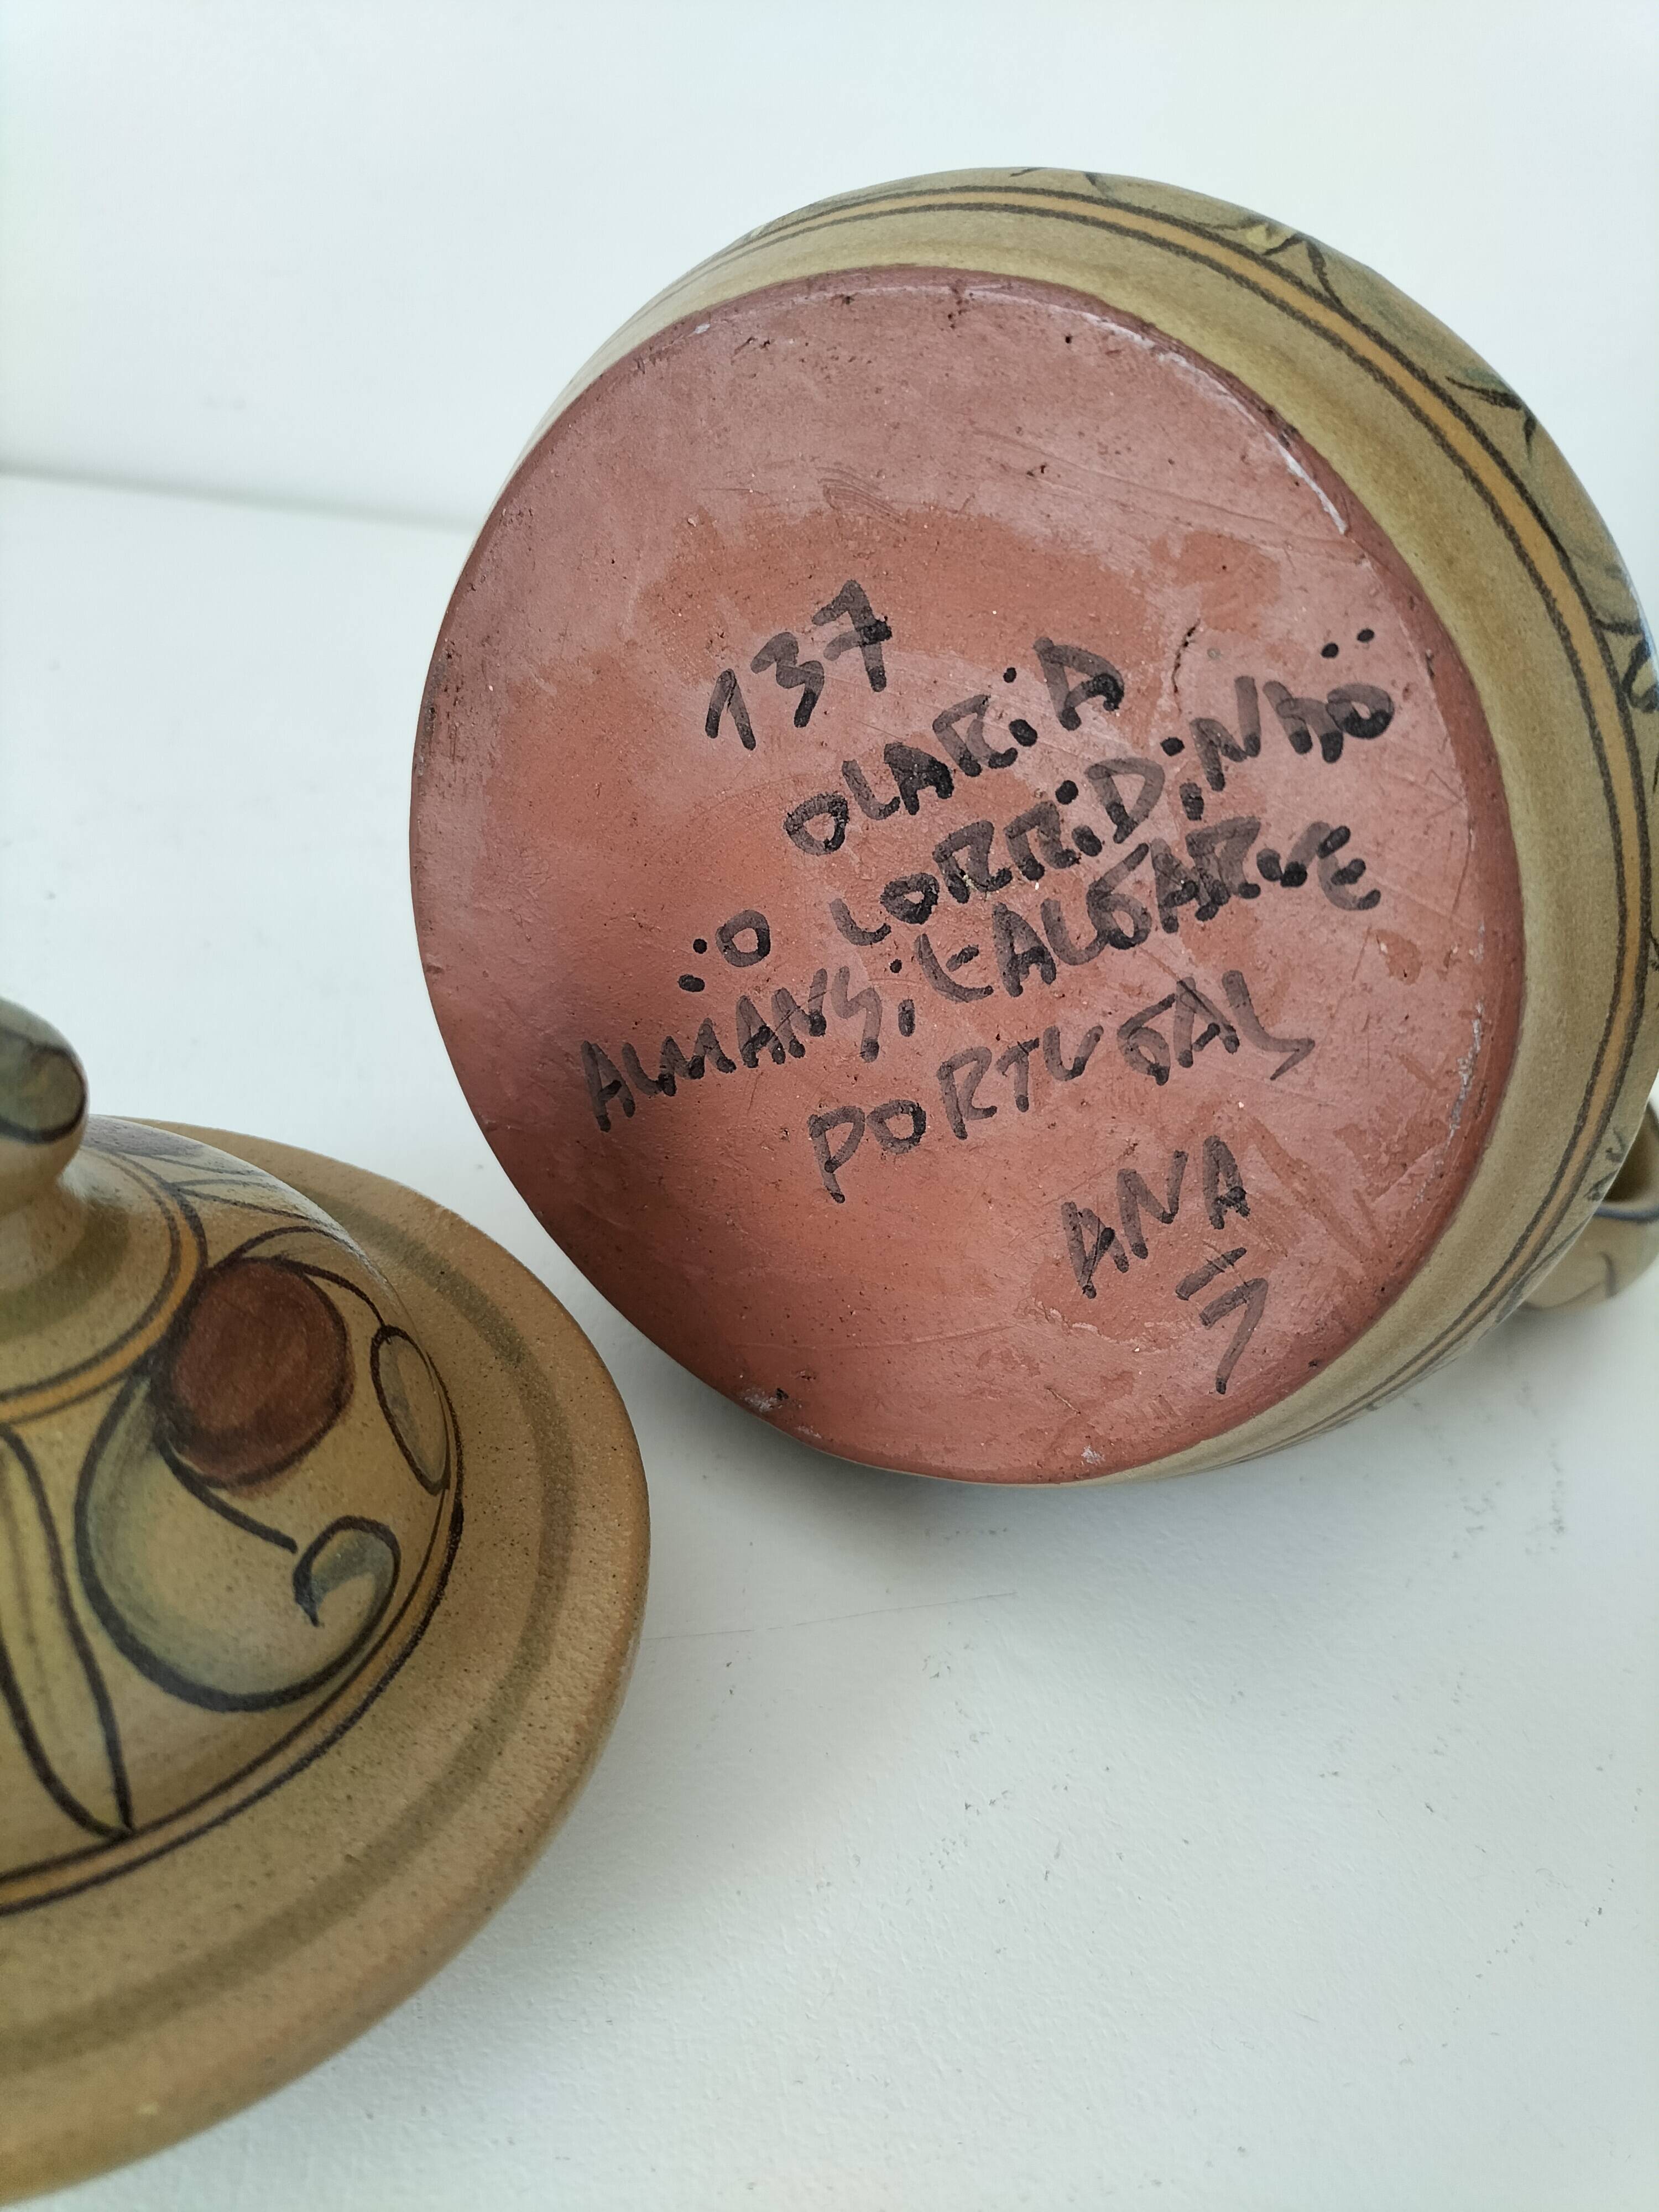 137
OLARiA
:O CORRiDiNHO:
ALMANSiL-ALGARVE
PORTUGAL
ANA